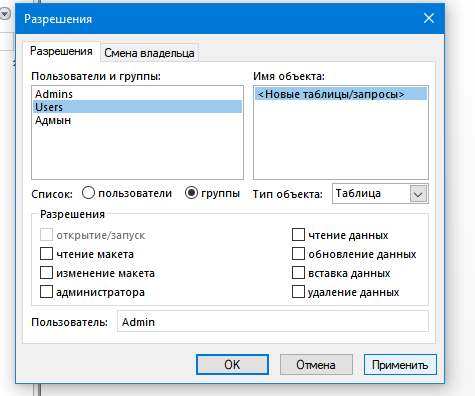 Разрешения
Разрешения
Смена владельца
Пользователи и группы:
Имя объекта:
Admins
Users
Адмын
<Новые таблицы/запросы>
Список: пользователи группы
Тип объекта: Таблица
Разрешения
открытие/запуск
чтение макета
изменение макета
администратора
чтение данных
обновление данных
вставка данных
удаление данных
Пользователь: Admin
OK
Отмена
Применить